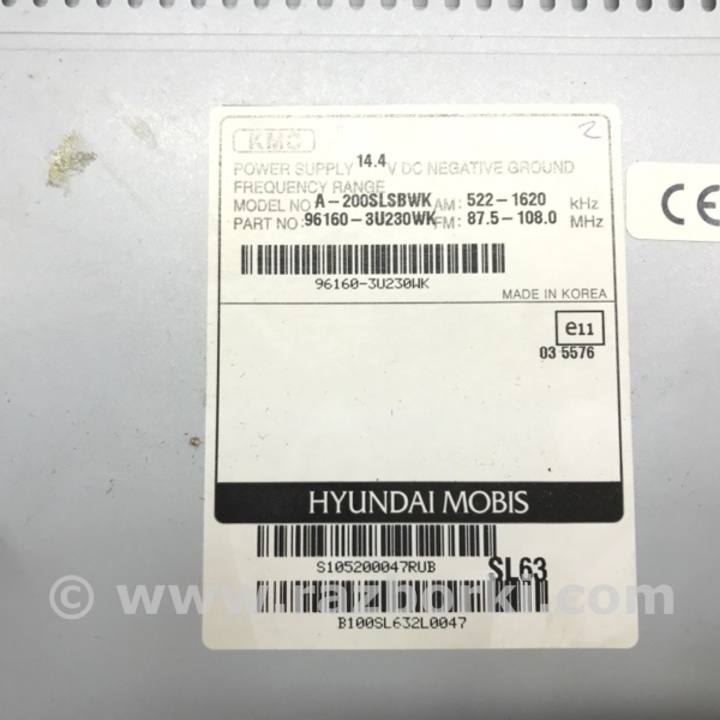 2
KMC
POWER SUPPLY 14.4 V DC NEGATIVE GROUND
FREQUENCY RANGE
MODEL NO A-200SLSBWK AM: 522-1620 kHz
PART NO: 96160-3U230WK FM: 87.5-108.0 MHz
CE
96160-3U230WK
MADE IN KOREA
e11
03 5576
HYUNDAI MOBIS
S105200047RUB
SL63
© www.razborki.com
B100SL632L0047